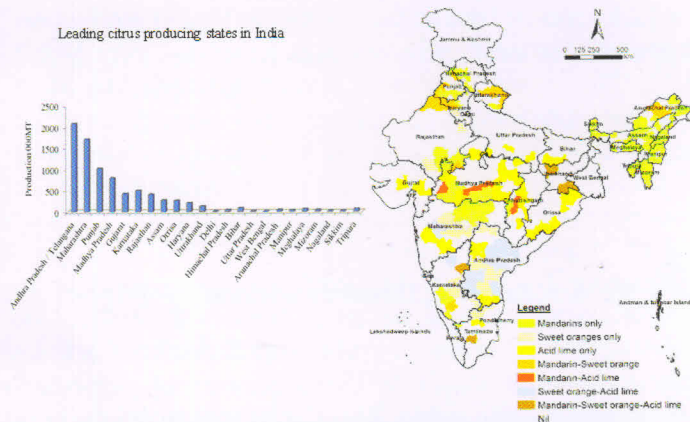 Leading citrus producing states in India
Production 000MT
2500
2000
1500
1000
500
0
Andhra Pradesh
Telangana
Maharashtra
Punjab
Madhya Pradesh
Gujarat
Karnataka
Rajasthan
Assam
Orissa
Haryana
Uttrakhand
Delhi
Himachal Pradesh
Bihar
Uttar Pradesh
West Bengal
Arunachal Pradesh
Manipur
Meghalaya
Mizoram
Nagaland
Sikkim
Tripura
N
0 125 250 500
Jammu & Kashmir
Himachal Pradesh
Punjab
Uttarakhand
Haryana
Delhi
Rajasthan
Uttar Pradesh
Bihar
Sikkim
Arunachal Pradesh
Assam
Nagaland
Meghalaya
Manipur
Tripura
Mizoram
Gujrat
Madhya Pradesh
Jharkhand
West Bengal
Chhattisgarh
Orissa
Maharashtra
Andhra Pradesh
Goa
Karnataka
Pondicherry
Tamilnadu
Kerala
Lakshadweep Islands
Andman & Nicobar Island
Legend
Mandarins only
Sweet oranges only
Acid lime only
Mandarin-Sweet orange
Mandarin-Acid lime
Sweet orange-Acid lime
Mandarin-Sweet orange-Acid lime
Nil